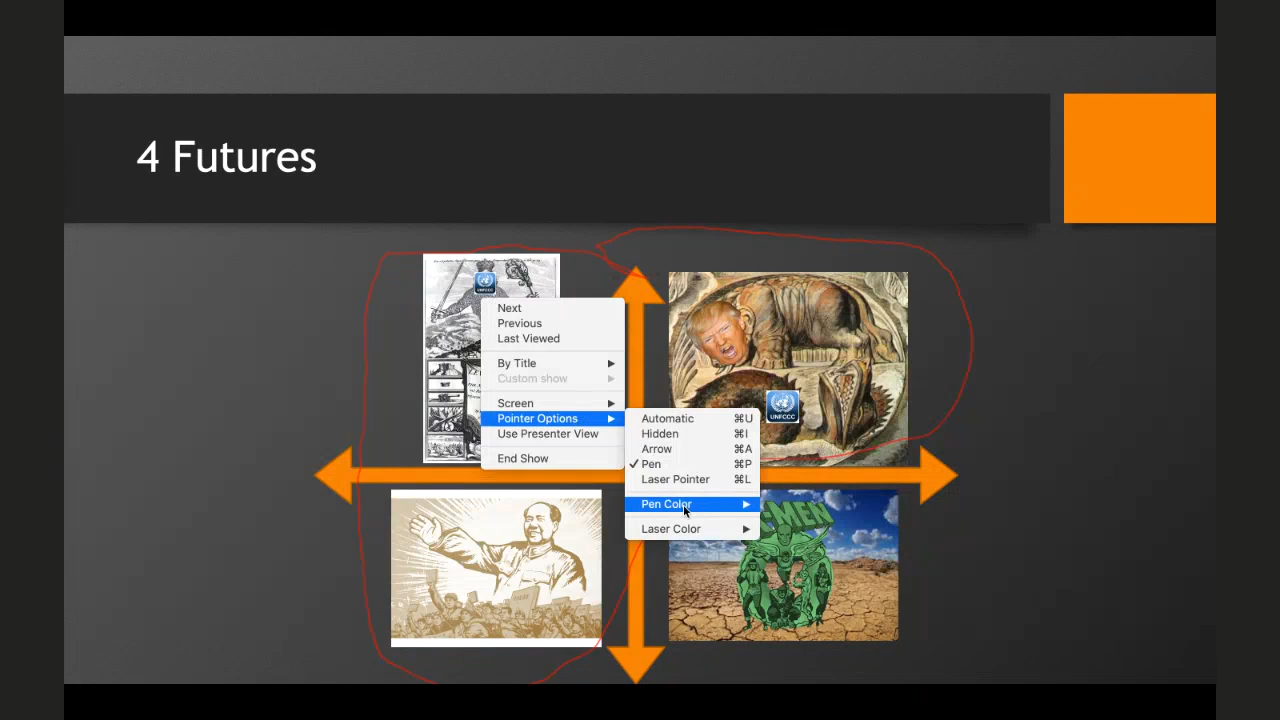 4 Futures
UNFCCC
Next
Previous
Last Viewed
By Title
Custom show
Screen
Pointer Options
Use Presenter View
End Show
Automatic ⌘U
Hidden ⌘I
Arrow ⌘A
✓ Pen ⌘P
Laser Pointer ⌘L
Pen Color
Laser Color
UNFCCC
-MEN